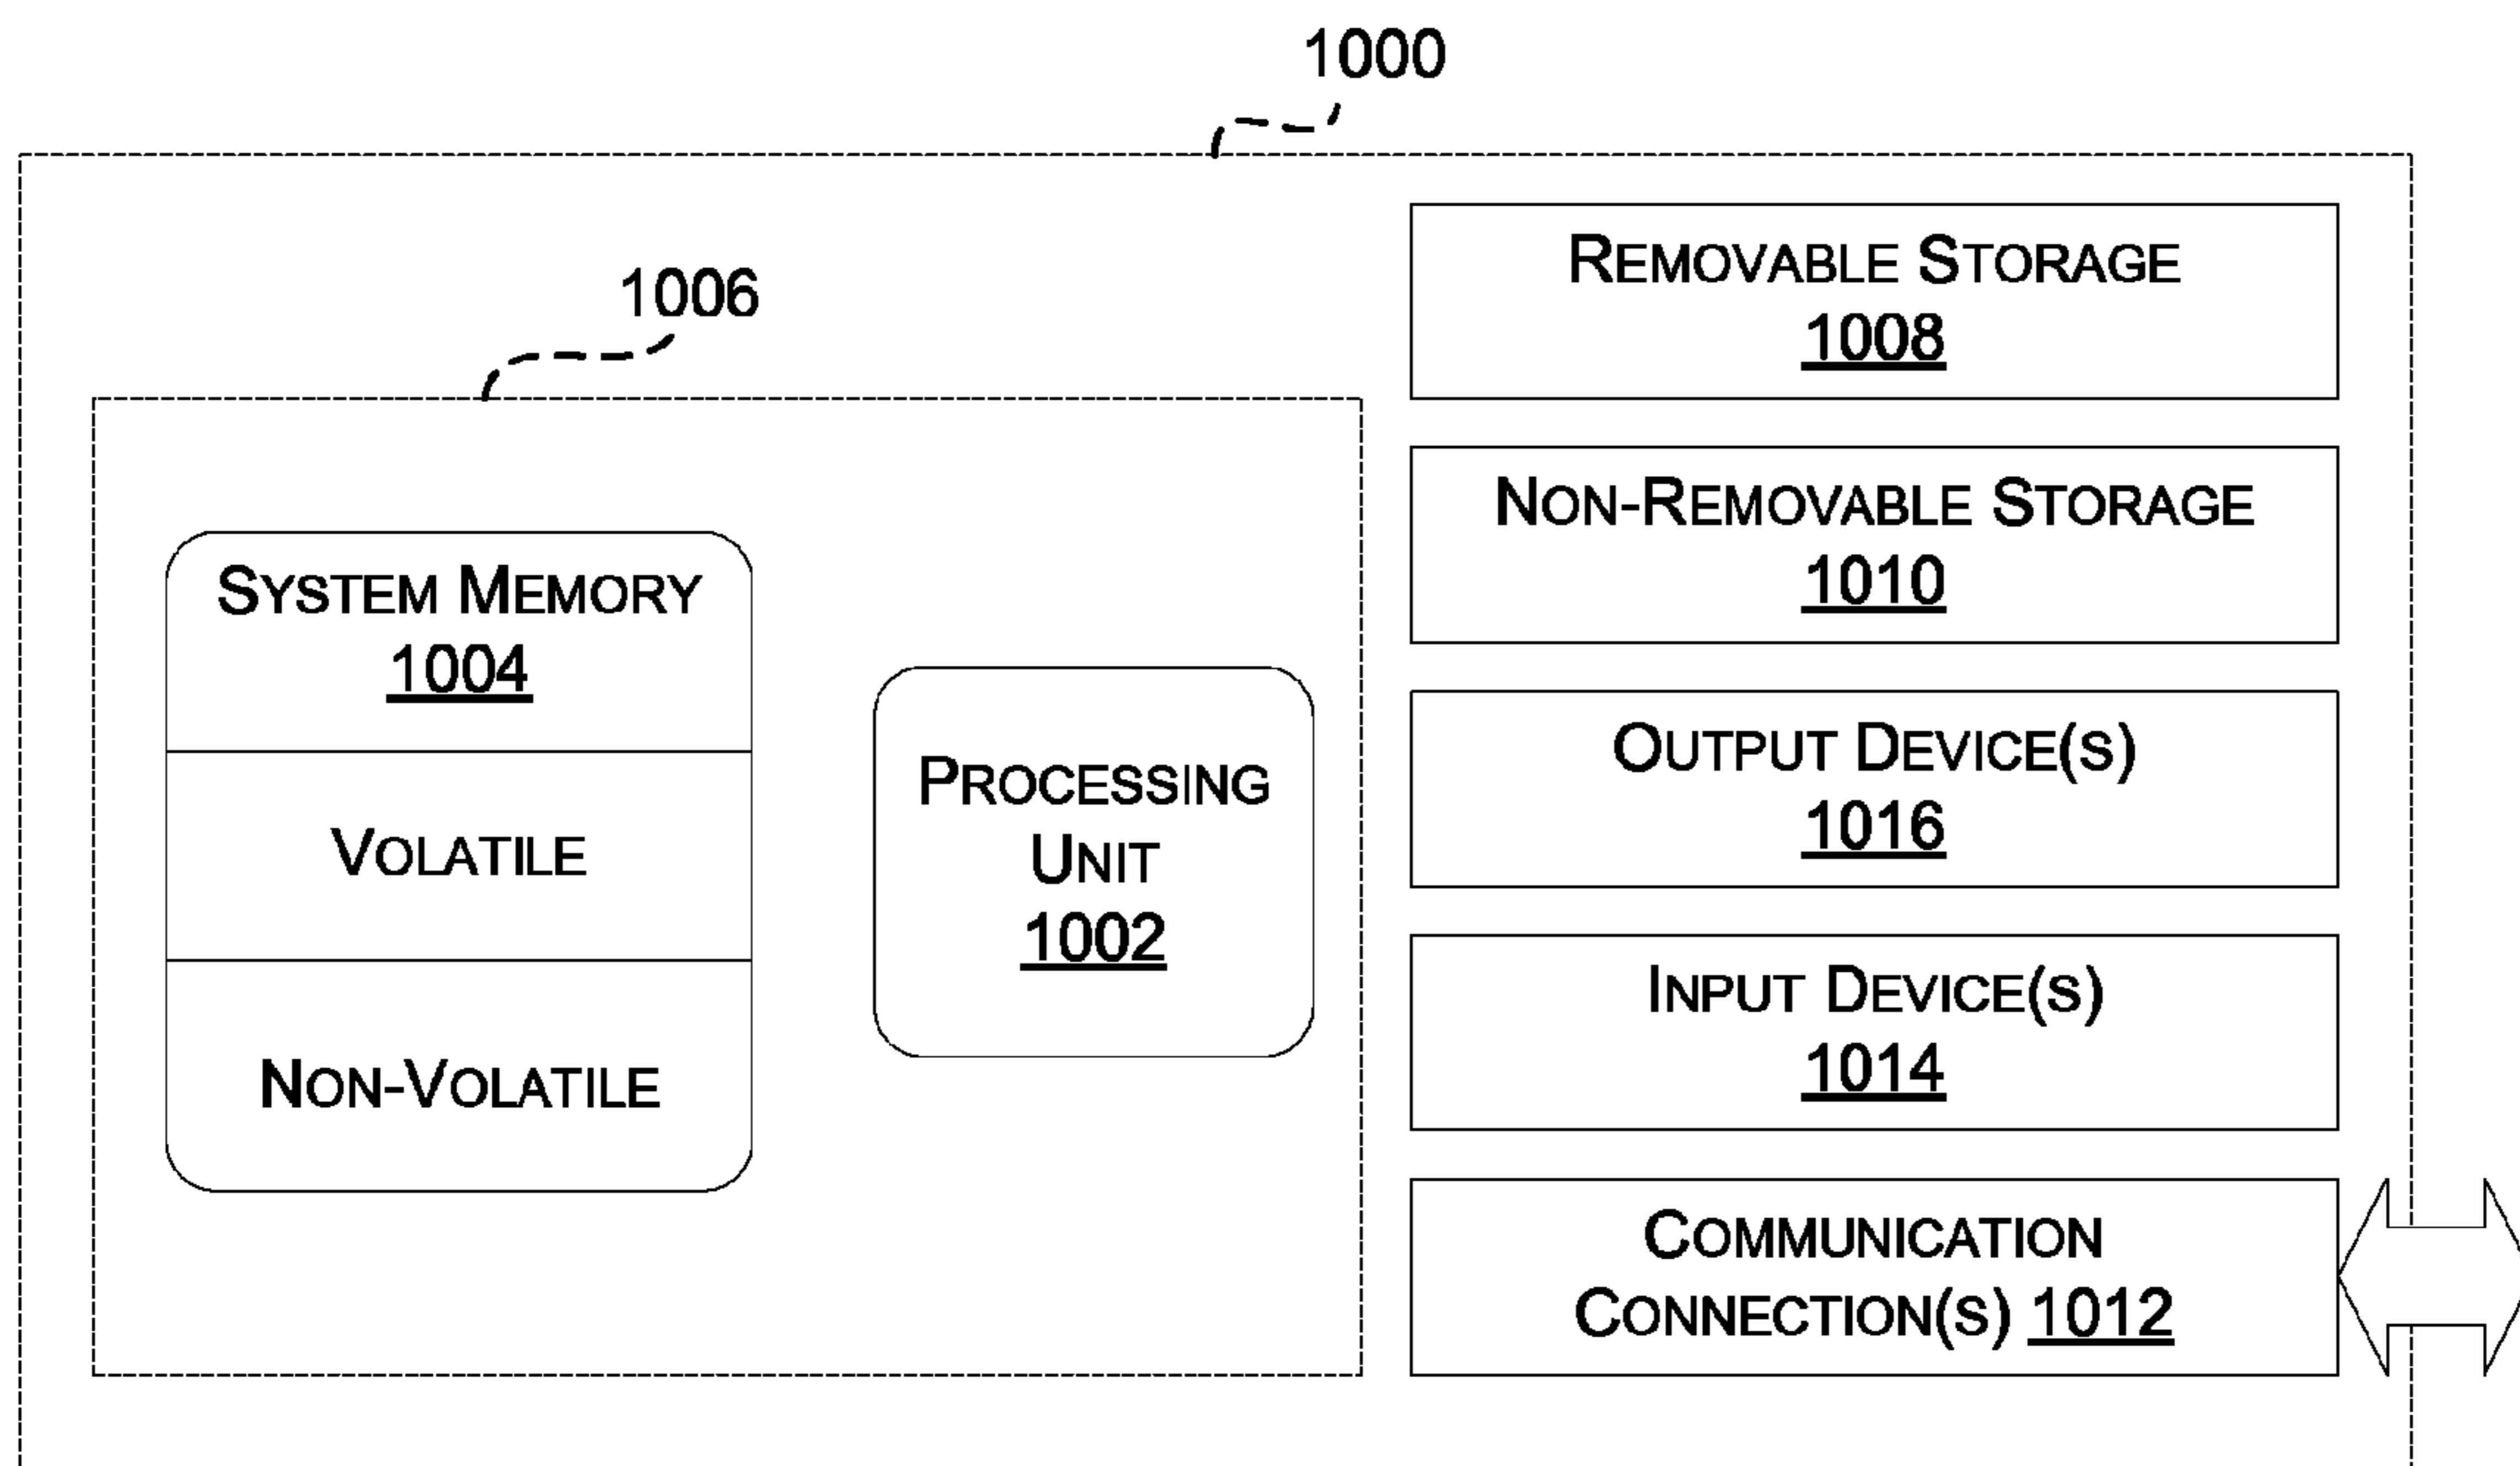 1000
1006
SYSTEM MEMORY
1004
VOLATILE
NON-VOLATILE
PROCESSING
UNIT
1002
REMOVABLE STORAGE
1008
NON-REMOVABLE STORAGE
1010
OUTPUT DEVICE(S)
1016
INPUT DEVICE(S)
1014
COMMUNICATION
CONNECTION(S) 1012